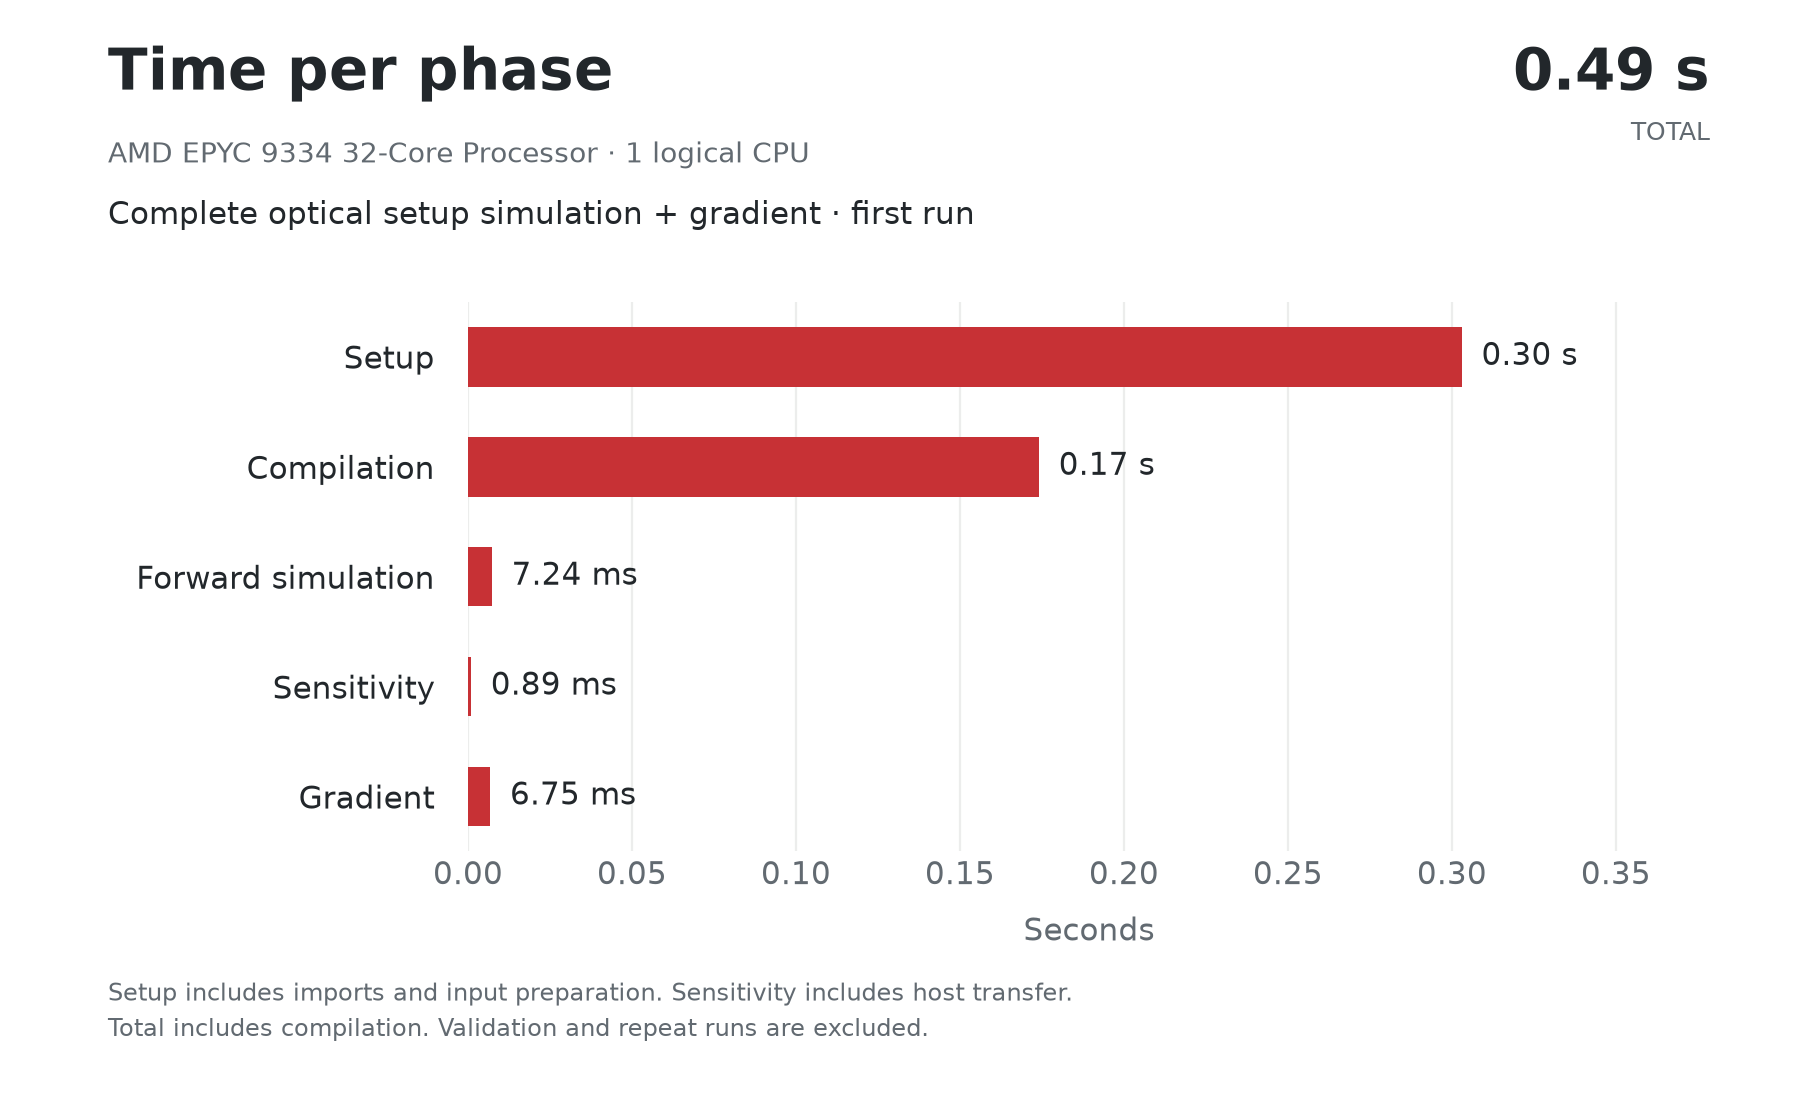 Time per phase
0.49 s
TOTAL
AMD EPYC 9334 32-Core Processor · 1 logical CPU
Complete optical setup simulation + gradient · first run
Setup
0.30 s
Compilation
0.17 s
Forward simulation
7.24 ms
Sensitivity
0.89 ms
Gradient
6.75 ms
0.00 0.05 0.10 0.15 0.20 0.25 0.30 0.35
Seconds
Setup includes imports and input preparation. Sensitivity includes host transfer.
Total includes compilation. Validation and repeat runs are excluded.